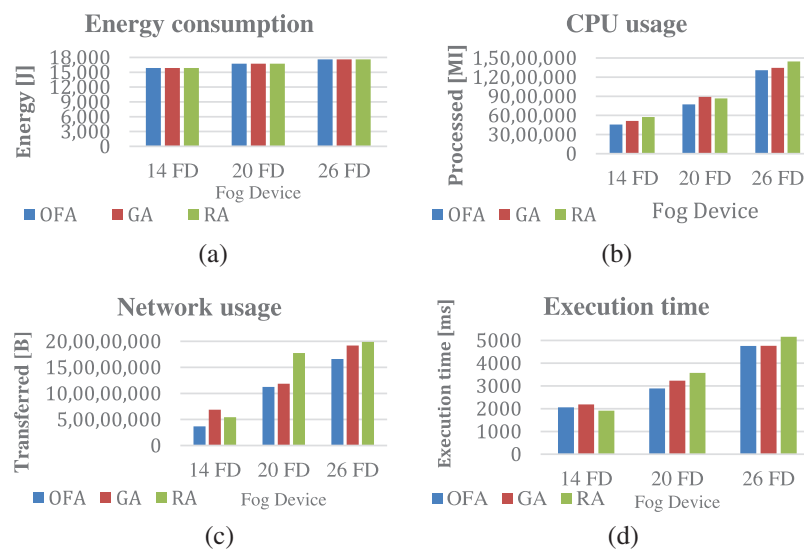 Energy consumption
Energy [J]
18,000
15,000
12,000
9,000
6,000
3,000
0
14 FD 20 FD 26 FD
Fog Device
OFA GA RA
(a)
CPU usage
Processed [MI]
1,50,00,000
1,20,00,000
90,00,000
60,00,000
30,00,000
0
14 FD 20 FD 26 FD
Fog Device
OFA GA RA
(b)
Network usage
Transferred [B]
20,00,00,000
15,00,00,000
10,00,00,000
5,00,00,000
0
14 FD 20 FD 26 FD
Fog Device
OFA GA RA
(c)
Execution time
Execution time [ms]
5000
4000
3000
2000
1000
0
14 FD 20 FD 26 FD
Fog Device
OFA GA RA
(d)